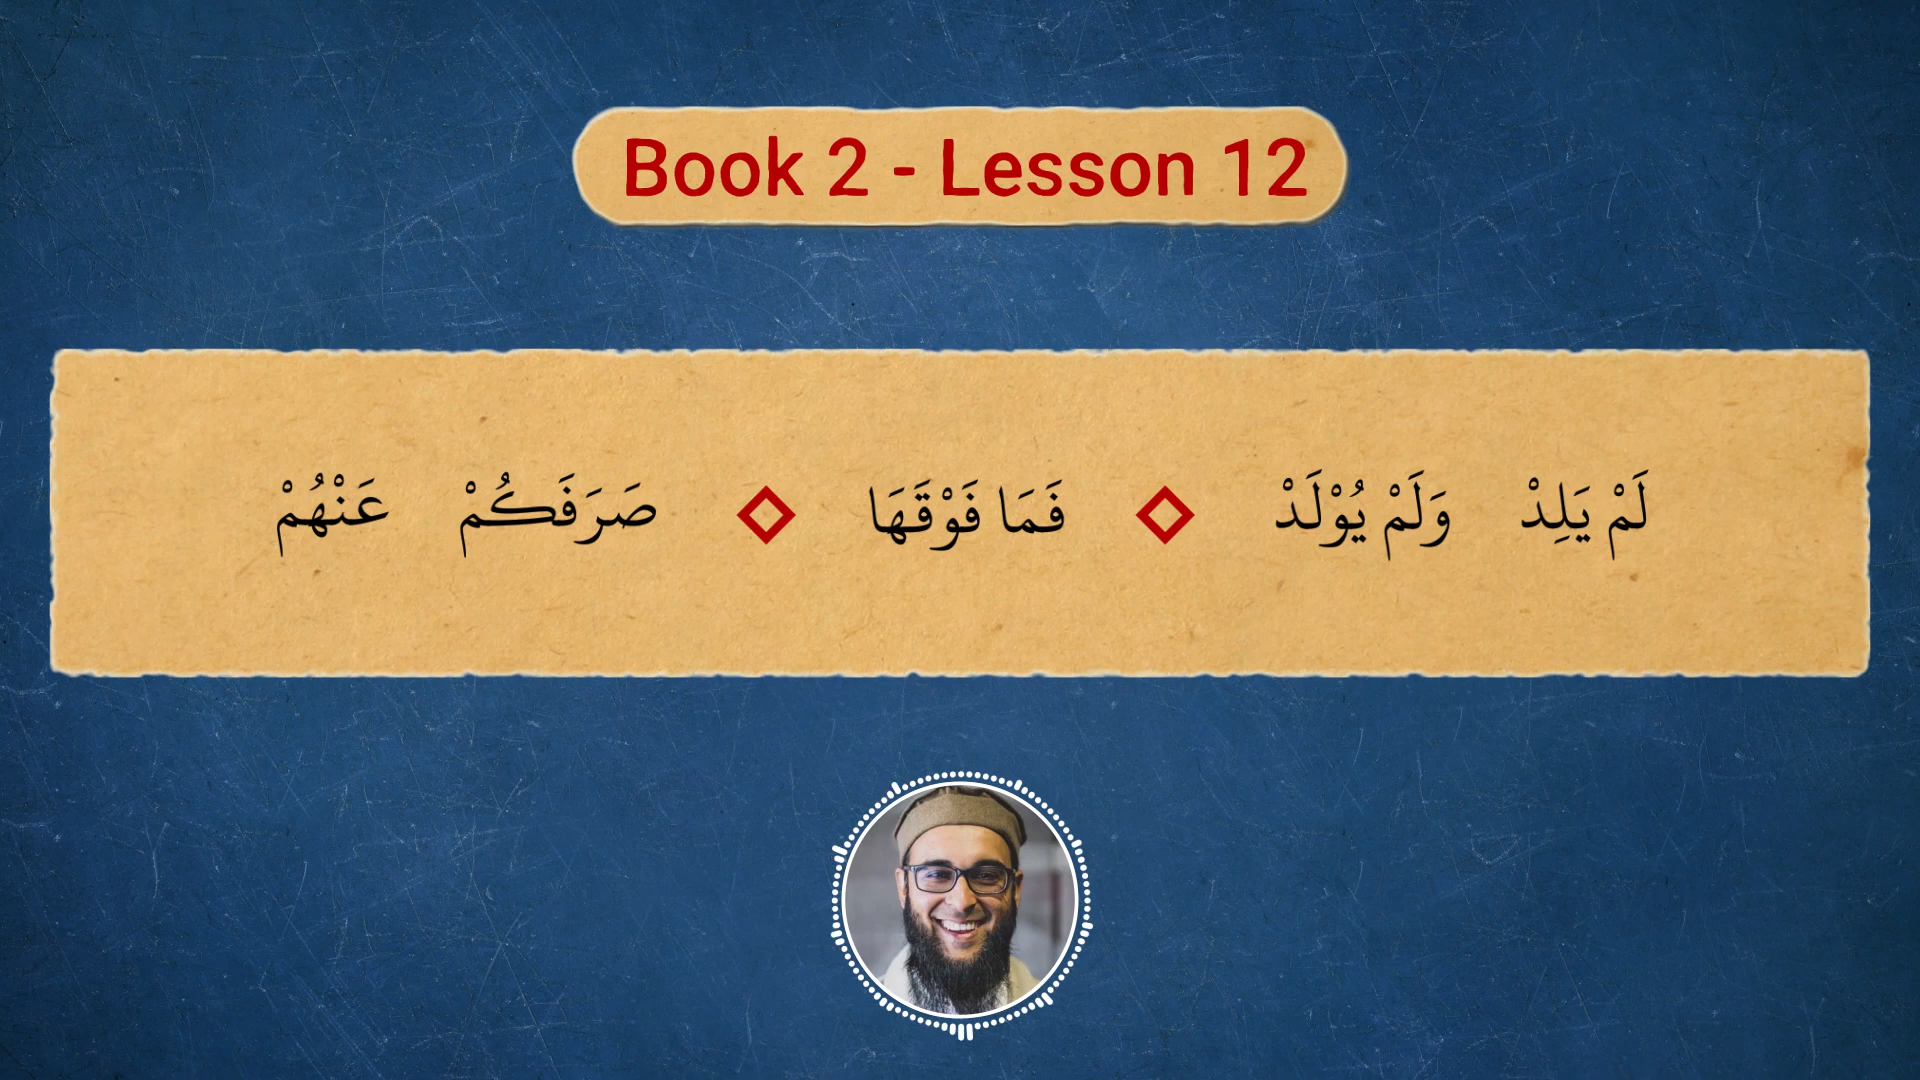 Book 2 - Lesson 12
لَمْ يَلِدْ وَلَمْ يُوْلَدْ فَمَا فَوْقَهَا صَرَفَكُمْ عَنْهُمْ